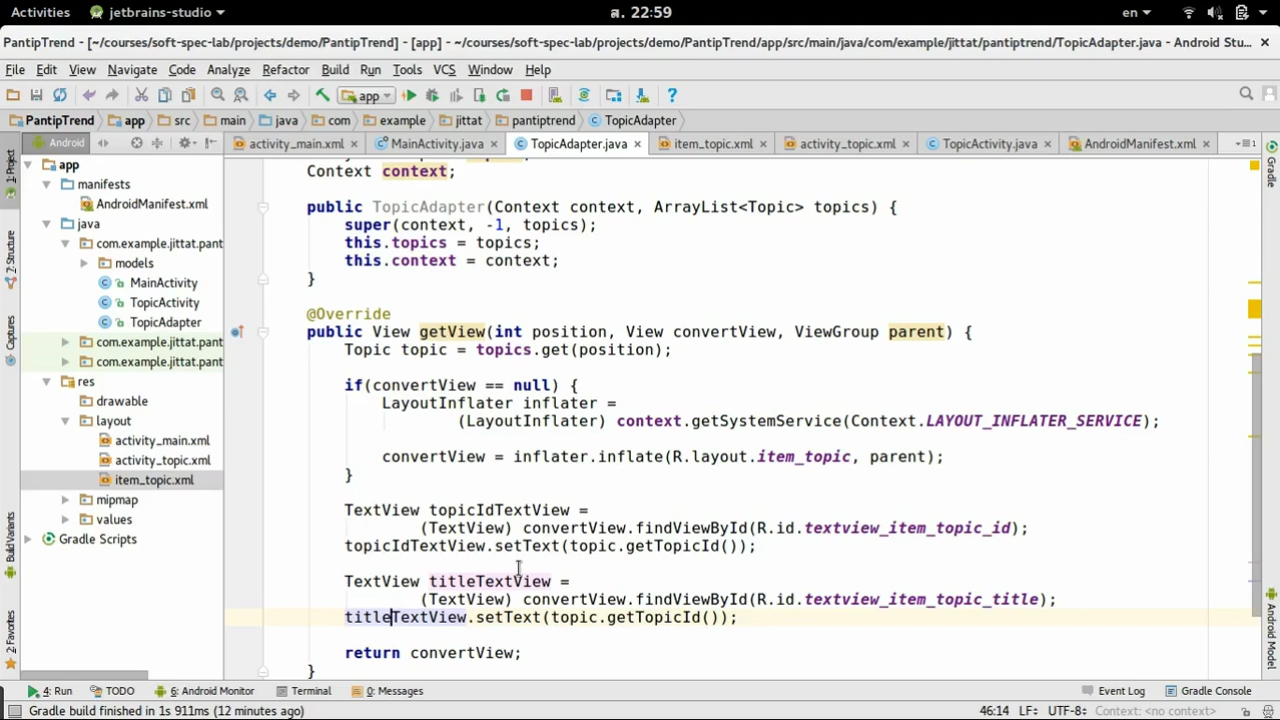 Activities jetbrains-studio ส. 22:59 en
PantipTrend - [~/courses/soft-spec-lab/projects/demo/PantipTrend] - [app] - ~/courses/soft-spec-lab/projects/demo/PantipTrend/app/src/main/java/com/example/jittat/pantiptrend/TopicAdapter.java - Android Stu...
File Edit View Navigate Code Analyze Refactor Build Run Tools VCS Window Help
app
PantipTrend app src main java com example jittat pantiptrend TopicAdapter
Android activity_main.xml MainActivity.java TopicAdapter.java item_topic.xml activity_topic.xml TopicActivity.java AndroidManifest.xml
1: Project
7: Structure
Captures
Build Variants
2: Favorites
app
manifests
AndroidManifest.xml
java
com.example.jittat.pant
models
MainActivity
TopicActivity
TopicAdapter
com.example.jittat.pant
com.example.jittat.pant
res
drawable
layout
activity_main.xml
activity_topic.xml
item_topic.xml
mipmap
values
Gradle Scripts
Context context;
public TopicAdapter(Context context, ArrayList<Topic> topics) {
super(context, -1, topics);
this.topics = topics;
this.context = context;
}
@Override
public View getView(int position, View convertView, ViewGroup parent) {
Topic topic = topics.get(position);
if(convertView == null) {
LayoutInflater inflater =
(LayoutInflater) context.getSystemService(Context.LAYOUT_INFLATER_SERVICE);
convertView = inflater.inflate(R.layout.item_topic, parent);
}
TextView topicIdTextView =
(TextView) convertView.findViewById(R.id.textview_item_topic_id);
topicIdTextView.setText(topic.getTopicId());
TextView titleTextView =
(TextView) convertView.findViewById(R.id.textview_item_topic_title);
titleTextView.setText(topic.getTopicId());
return convertView;
}
Gradle
Android Model
4: Run TODO 6: Android Monitor Terminal 0: Messages Event Log Gradle Console
Gradle build finished in 1s 911ms (12 minutes ago) 46:14 LF÷ UTF-8÷ Context: <no context>